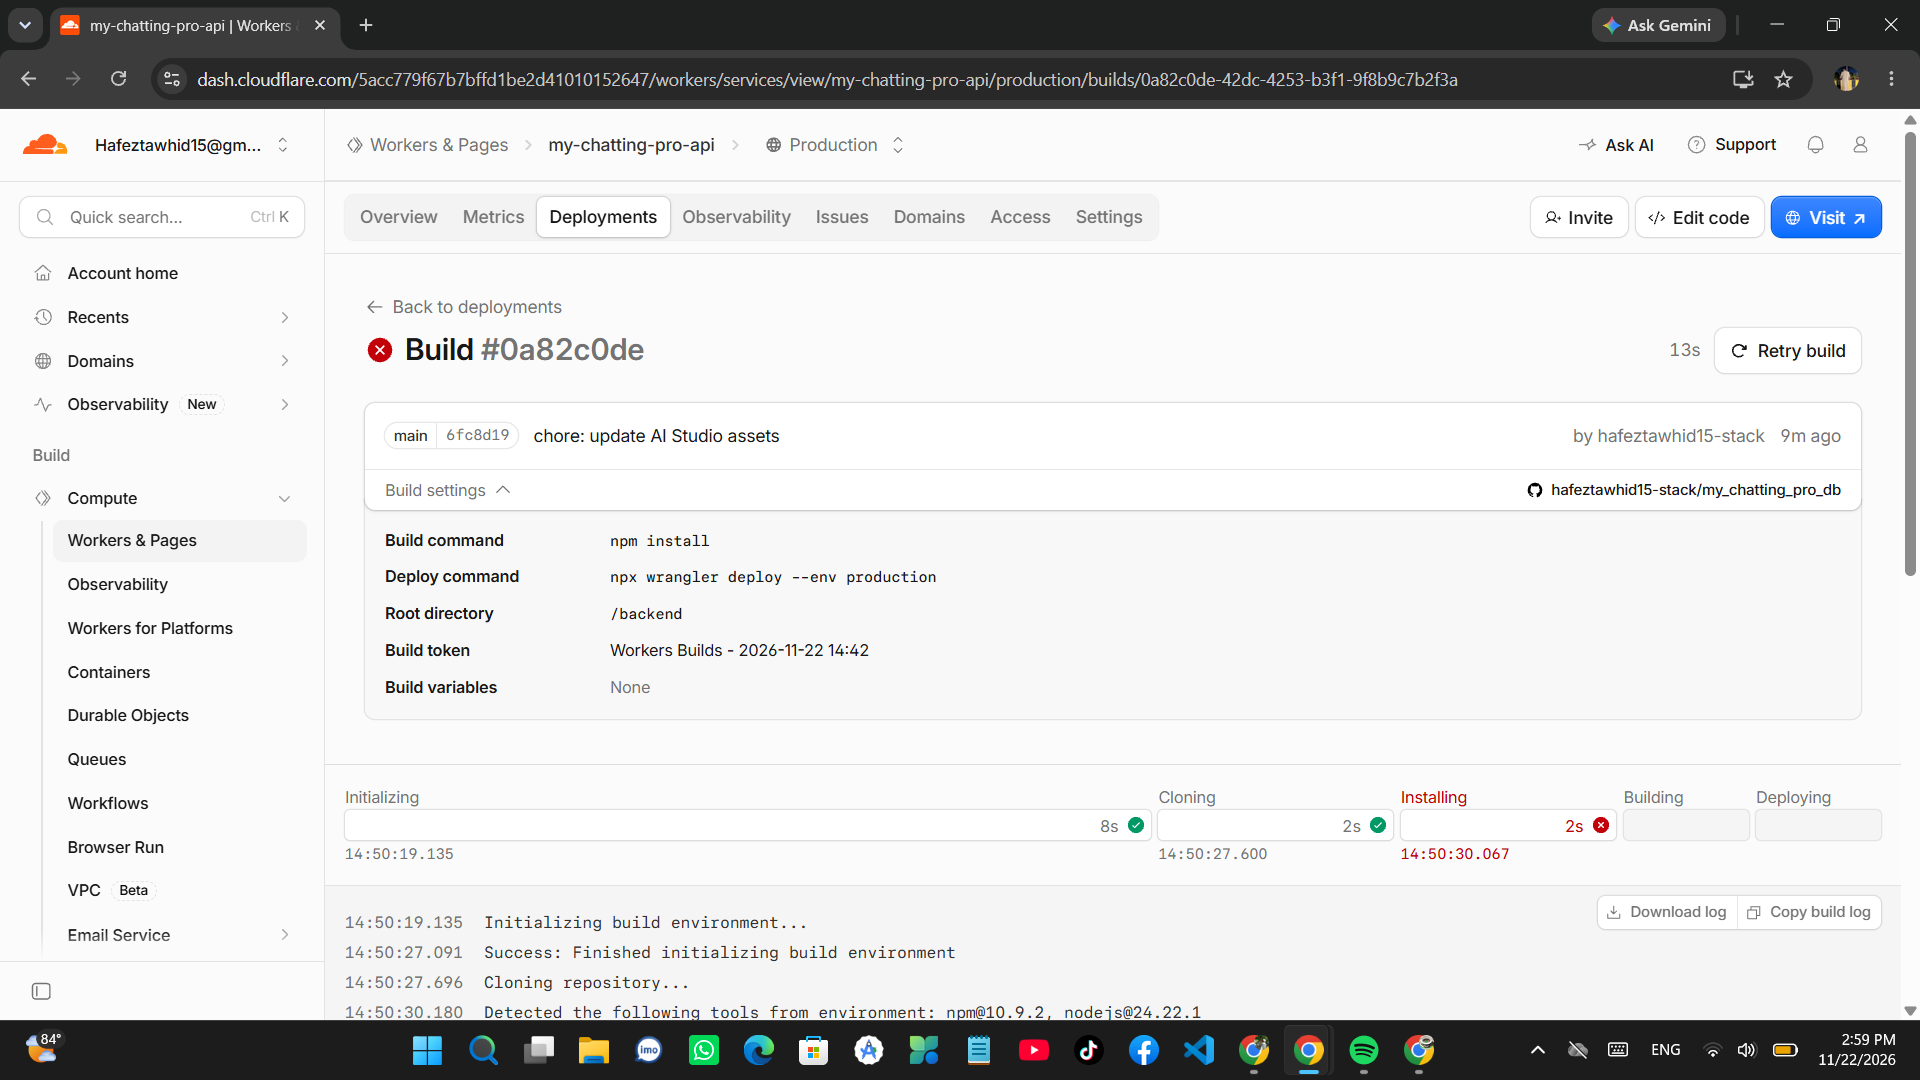 my-chatting-pro-api | Workers
Ask Gemini
dash.cloudflare.com/5acc779f67b7bffd1be2d41010152647/workers/services/view/my-chatting-pro-api/production/builds/0a82c0de-42dc-4253-b3f1-9f8b9c7b2f3a
Hafeztawhid15@gm...
Workers & Pages
my-chatting-pro-api
Production
Ask AI
Support
Quick search...
Ctrl K
Overview
Metrics
Deployments
Observability
Issues
Domains
Access
Settings
Invite
Edit code
Visit
Account home
Recents
Domains
Observability New
Build
Compute
Workers & Pages
Observability
Workers for Platforms
Containers
Durable Objects
Queues
Workflows
Browser Run
VPC Beta
Email Service
Back to deployments
Build #0a82c0de
13s
Retry build
main 6fc8d19 chore: update AI Studio assets
by hafeztawhid15-stack 9m ago
Build settings
hafeztawhid15-stack/my_chatting_pro_db
Build command npm install
Deploy command npx wrangler deploy --env production
Root directory /backend
Build token Workers Builds - 2026-11-22 14:42
Build variables None
Initializing
8s
14:50:19.135
Cloning
2s
14:50:27.600
Installing
2s
14:50:30.067
Building
Deploying
Download log
Copy build log
14:50:19.135 Initializing build environment...
14:50:27.091 Success: Finished initializing build environment
14:50:27.696 Cloning repository...
14:50:30.180 Detected the following tools from environment: npm@10.9.2, nodejs@24.22.1
84°
imo
ENG
2:59 PM
11/22/2026